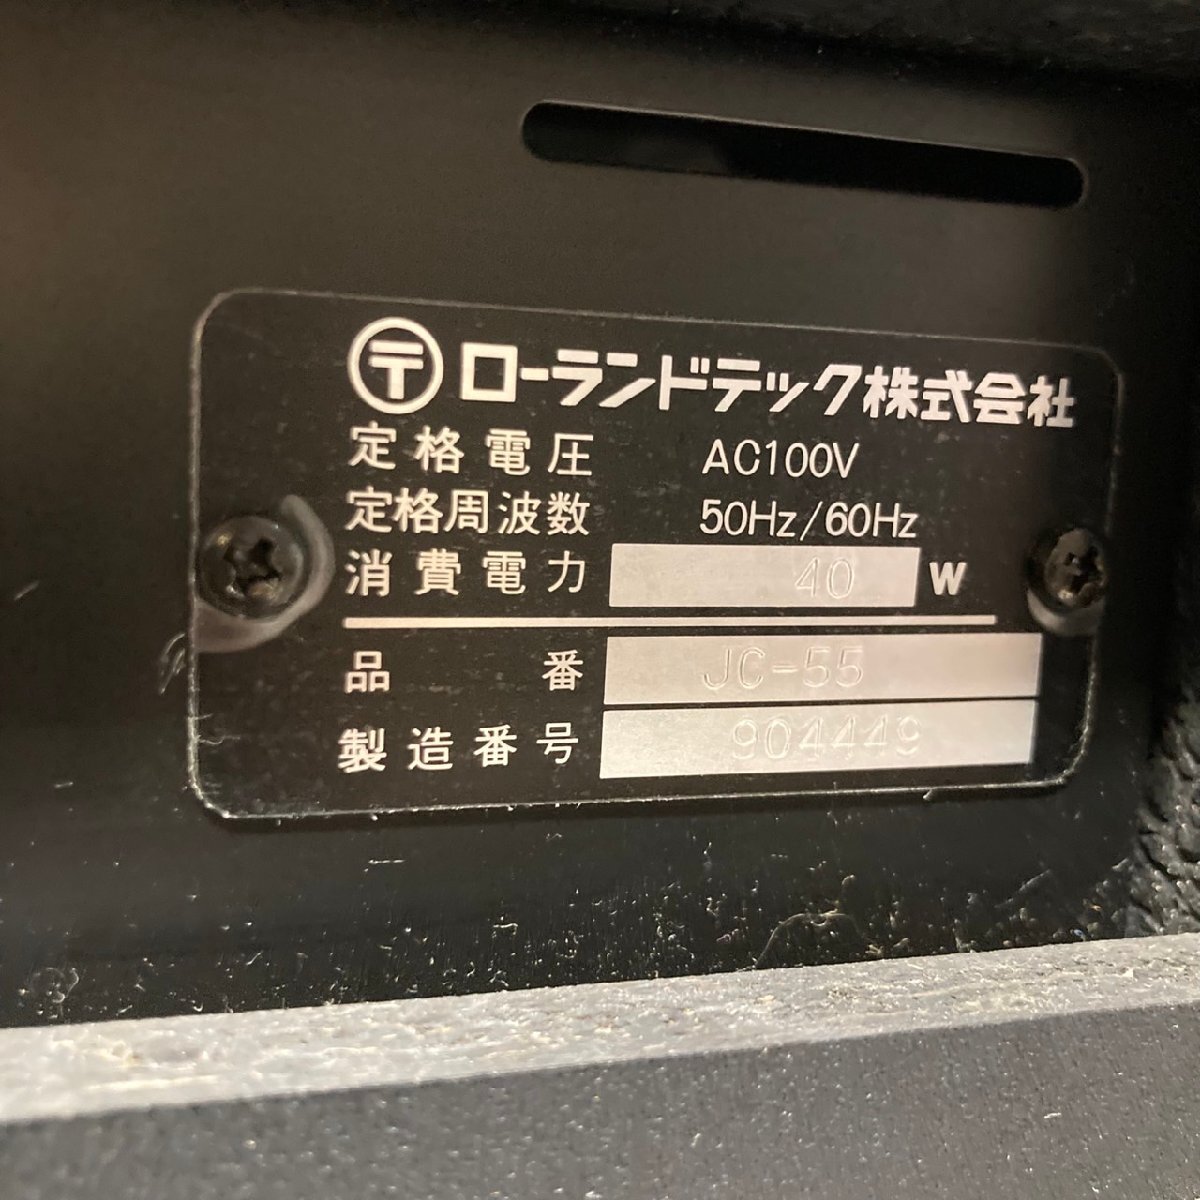 〒 ローランドテック株式会社
定格電圧 AC100V
定格周波数 50Hz/60Hz
消費電力 40 W
品番 JC-55
製造番号 904449